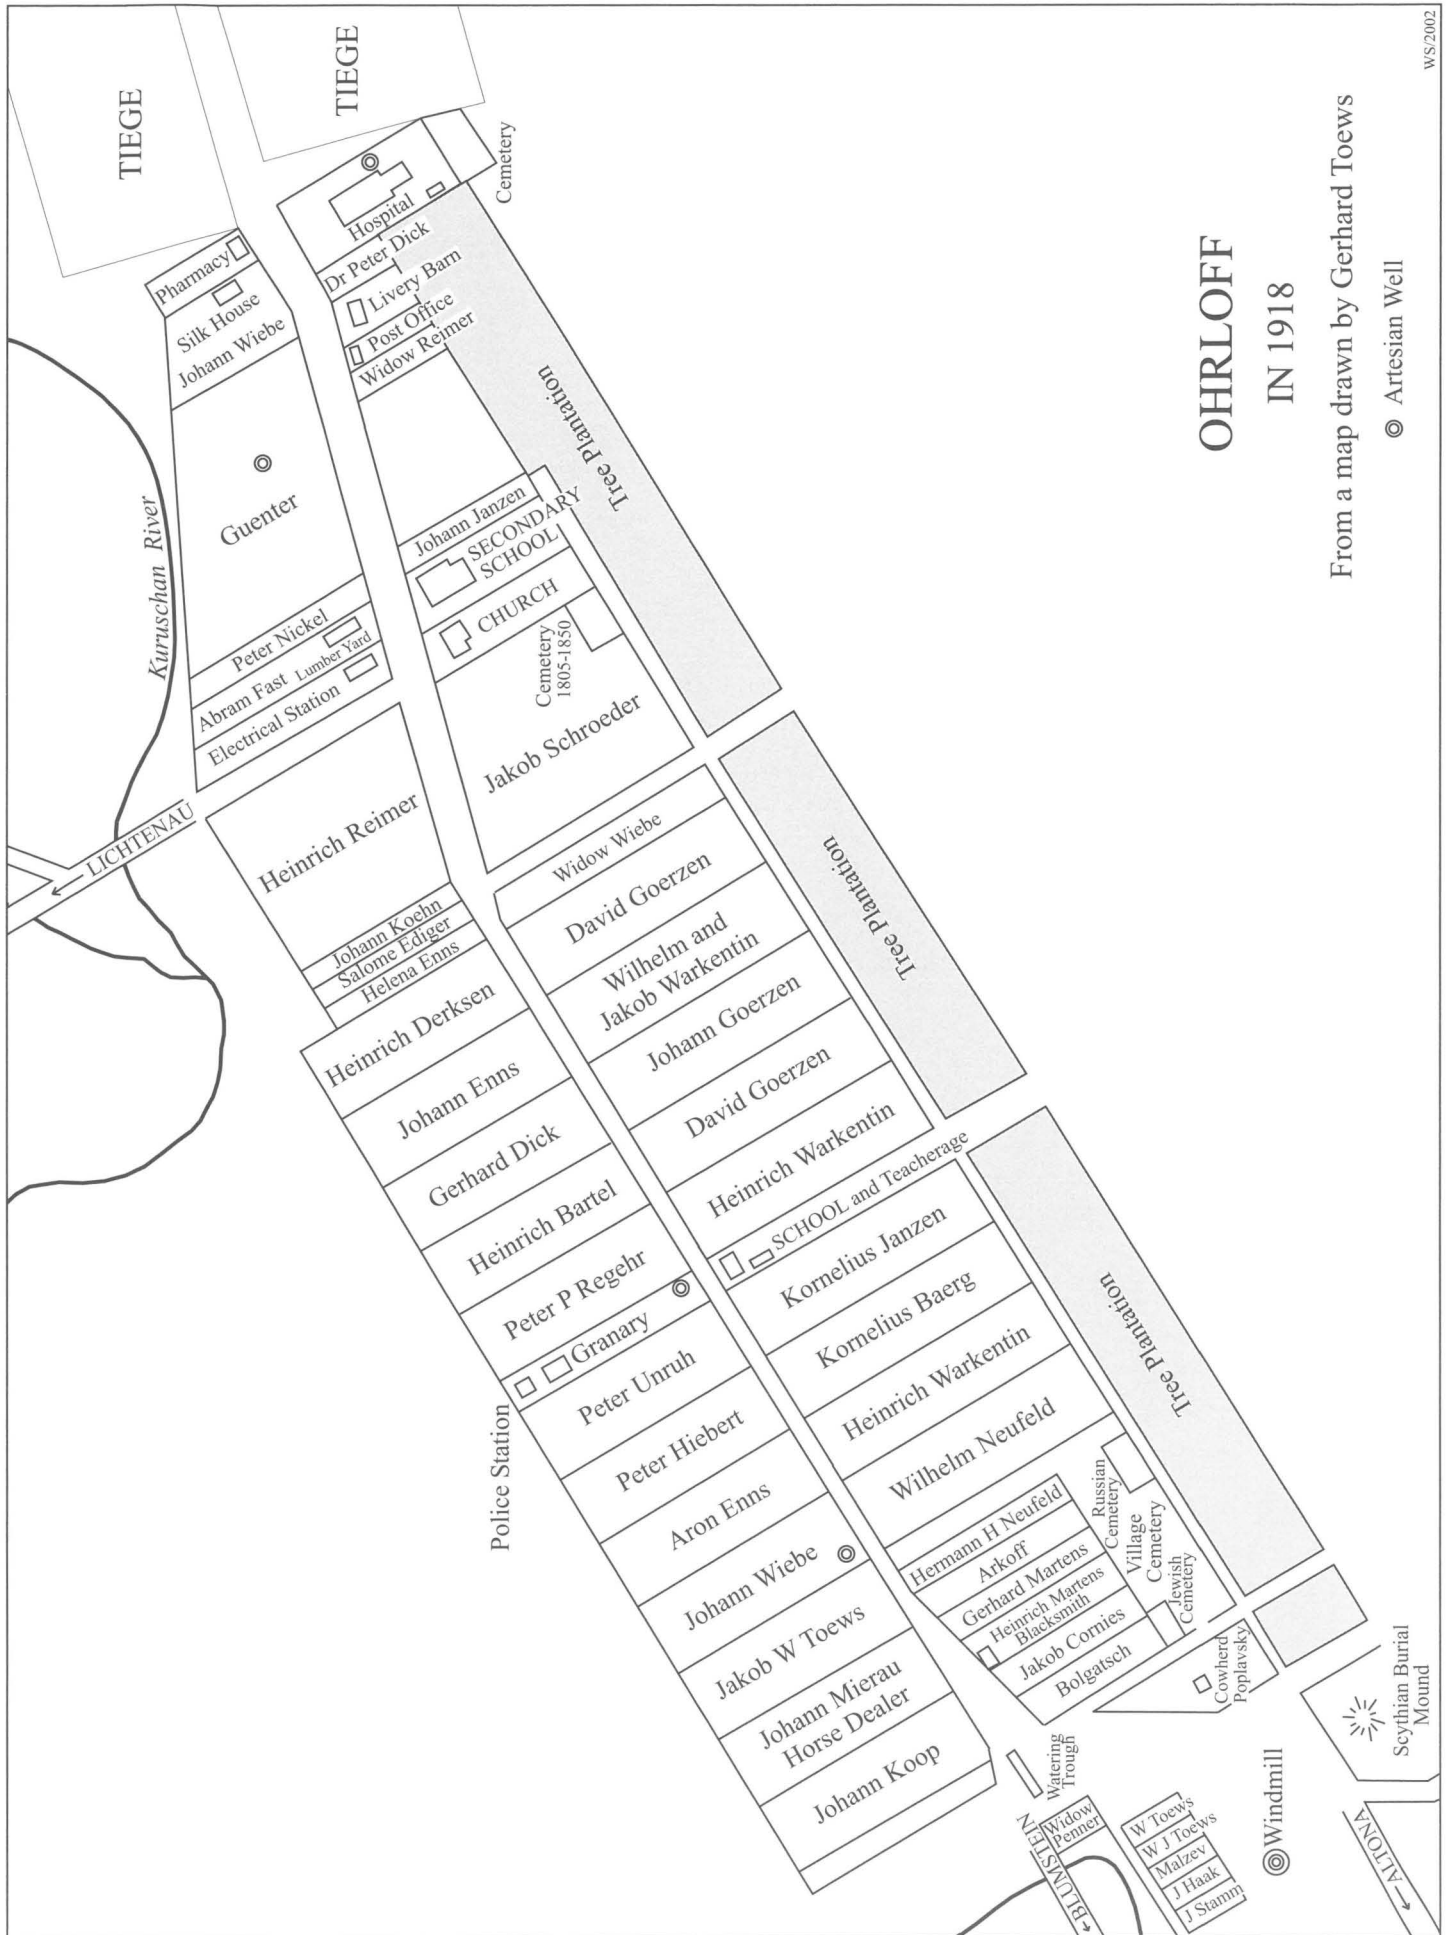 OHRLOFF
IN 1918
From a map drawn by Gerhard Toews
Artesian Well
WS/2002
TIEGE
TIEGE
Kuruschan River
Pharmacy
Silk House
Johann Wiebe
Guenter
Peter Nickel
Lumber Yard
Abram Fast
Electrical Station
LICHTENAU
Heinrich Reimer
Johann Koehn
Salome Ediger
Helena Enns
Heinrich Derksen
Johann Enns
Gerhard Dick
Heinrich Bartel
Peter P Regehr
Granary
Police Station
Peter Unruh
Peter Hiebert
Aron Enns
Johann Wiebe
Jakob W Toews
Johann Mierau
Horse Dealer
Johann Koop
Cemetery
Hospital
Dr Peter Dick
Livery Barn
Post Office
Widow Reimer
Tree Plantation
Johann Janzen
SECONDARY
SCHOOL
CHURCH
Cemetery
1805-1850
Jakob Schroeder
Widow Wiebe
David Goerzen
Wilhelm and
Jakob Warkentin
Johann Goerzen
David Goerzen
Heinrich Warkentin
Tree Plantation
SCHOOL and Teacherage
Kornelius Janzen
Kornelius Baerg
Heinrich Warkentin
Wilhelm Neufeld
Tree Plantation
Hermann H Neufeld
Arkoff
Gerhard Martens
Heinrich Martens
Blacksmith
Jakob Cornies
Bolgatsch
Russian
Cemetery
Village
Cemetery
Jewish
Cemetery
Cowherd
Poplavsky
Scythian Burial
Mound
Watering
Trough
BLUMSTEIN
Widow
Penner
W Toews
W J Toews
Malzev
J Haak
J Stamm
Windmill
ALTONA